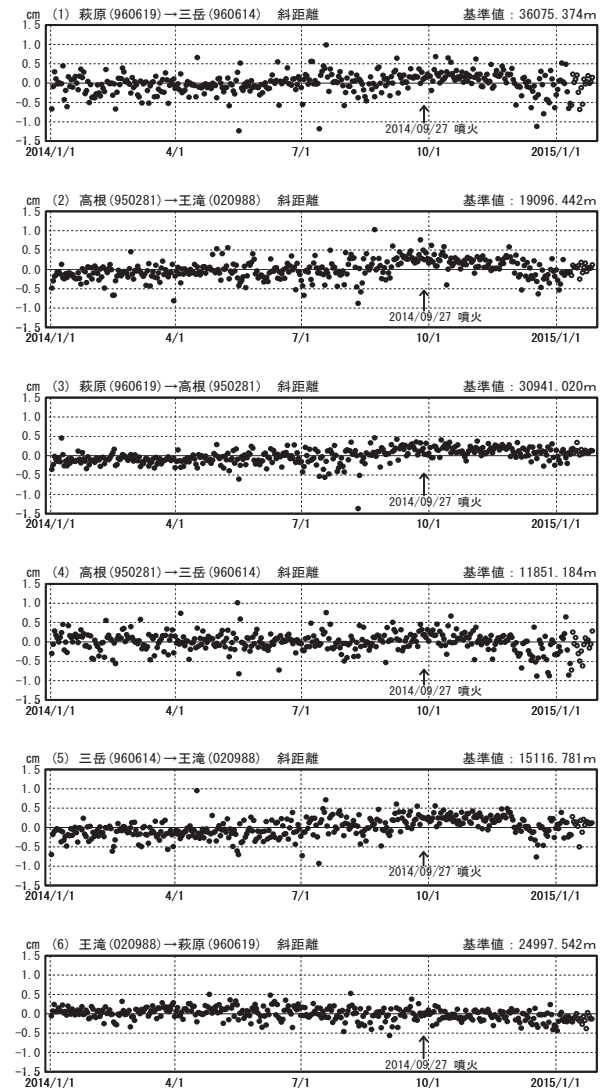 cm (1) 萩原(960619)→三岳(960614) 斜距離 基準値：36075.374m
1.5
1.0
0.5
0.0
-0.5
-1.0
-1.5
2014/09/27 噴火
2014/1/1 4/1 7/1 10/1 2015/1/1
cm (2) 高根(950281)→王滝(020988) 斜距離 基準値：19096.442m
1.5
1.0
0.5
0.0
-0.5
-1.0
-1.5
2014/09/27 噴火
2014/1/1 4/1 7/1 10/1 2015/1/1
cm (3) 萩原(960619)→高根(950281) 斜距離 基準値：30941.020m
1.5
1.0
0.5
0.0
-0.5
-1.0
-1.5
2014/09/27 噴火
2014/1/1 4/1 7/1 10/1 2015/1/1
cm (4) 高根(950281)→三岳(960614) 斜距離 基準値：11851.184m
1.5
1.0
0.5
0.0
-0.5
-1.0
-1.5
2014/09/27 噴火
2014/1/1 4/1 7/1 10/1 2015/1/1
cm (5) 三岳(960614)→王滝(020988) 斜距離 基準値：15116.781m
1.5
1.0
0.5
0.0
-0.5
-1.0
-1.5
2014/09/27 噴火
2014/1/1 4/1 7/1 10/1 2015/1/1
cm (6) 王滝(020988)→萩原(960619) 斜距離 基準値：24997.542m
1.5
1.0
0.5
0.0
-0.5
-1.0
-1.5
2014/09/27 噴火
2014/1/1 4/1 7/1 10/1 2015/1/1